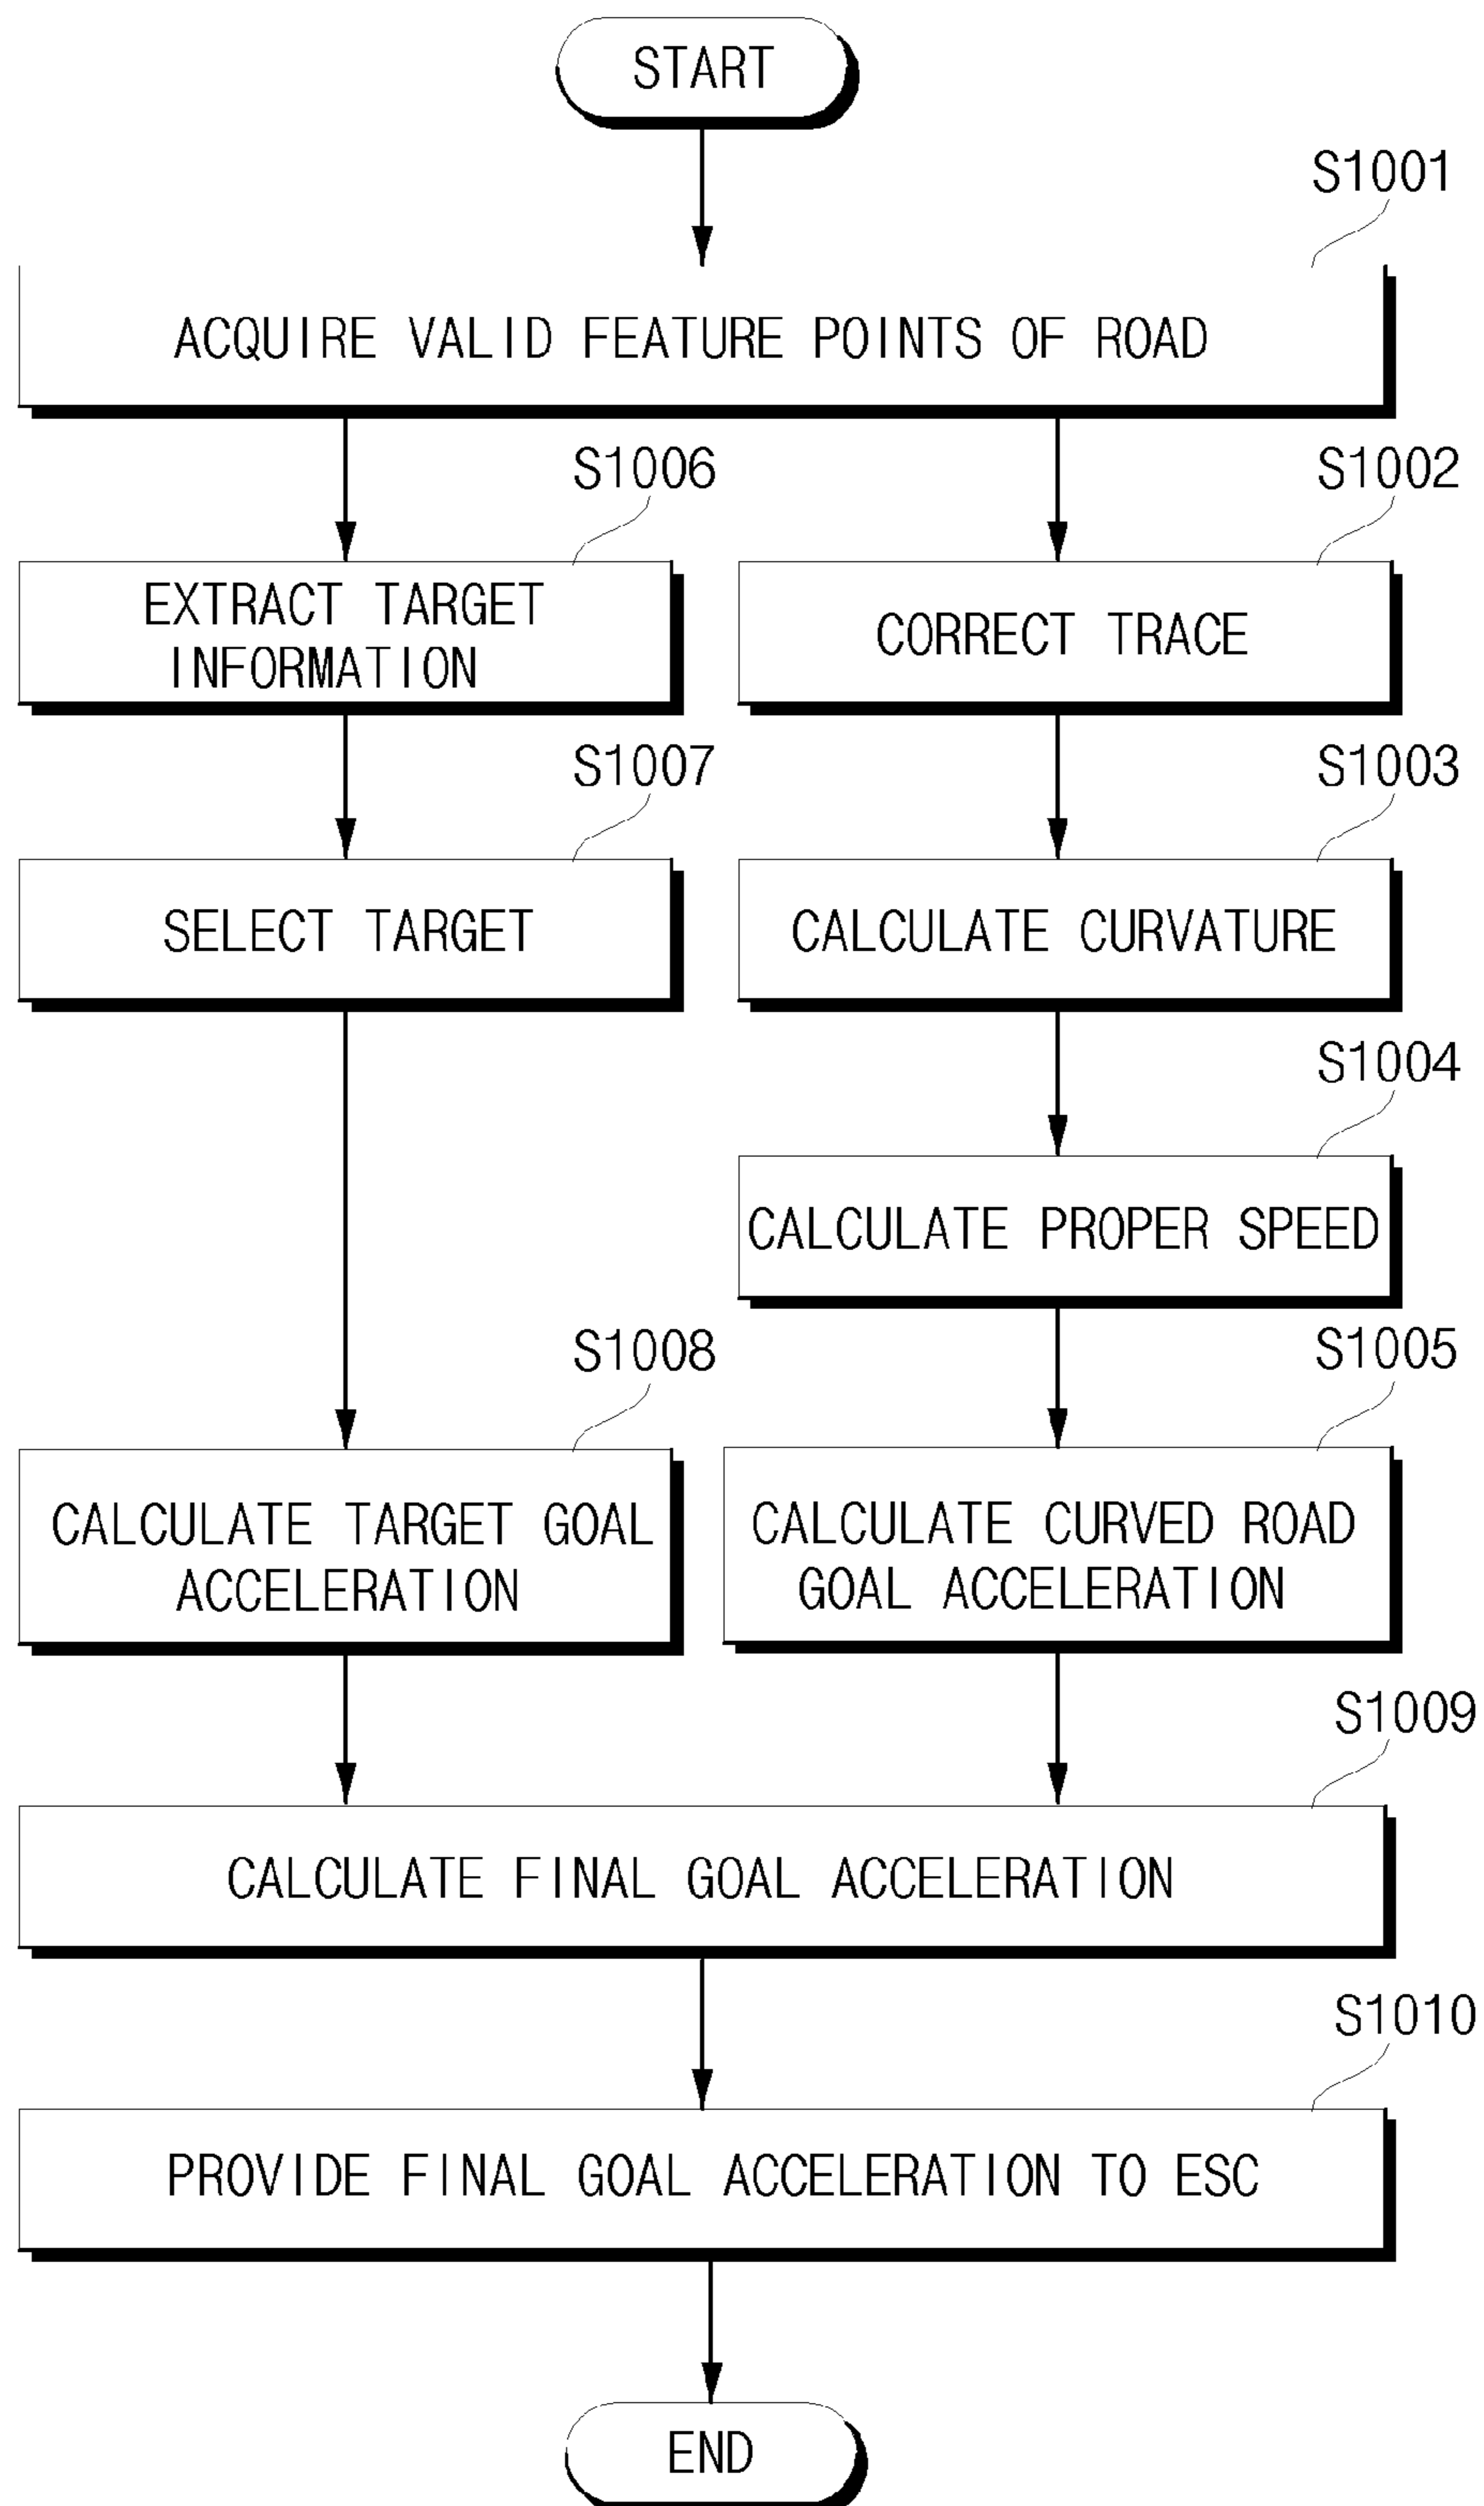 START
S1001
ACQUIRE VALID FEATURE POINTS OF ROAD
S1006
S1002
EXTRACT TARGET
INFORMATION
CORRECT TRACE
S1007
S1003
SELECT TARGET
CALCULATE CURVATURE
S1004
CALCULATE PROPER SPEED
S1008
S1005
CALCULATE TARGET GOAL
ACCELERATION
CALCULATE CURVED ROAD
GOAL ACCELERATION
S1009
CALCULATE FINAL GOAL ACCELERATION
S1010
PROVIDE FINAL GOAL ACCELERATION TO ESC
END